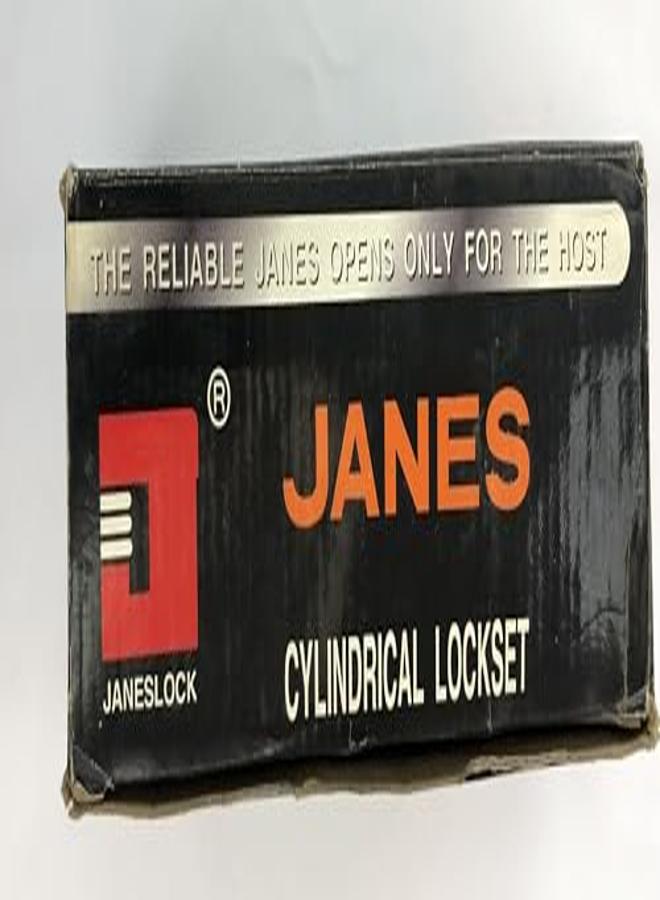 THE RELIABLE JANES OPENS ONLY FOR THE HOST
®
JANES
CYLINDRICAL LOCKSET
JANESLOCK